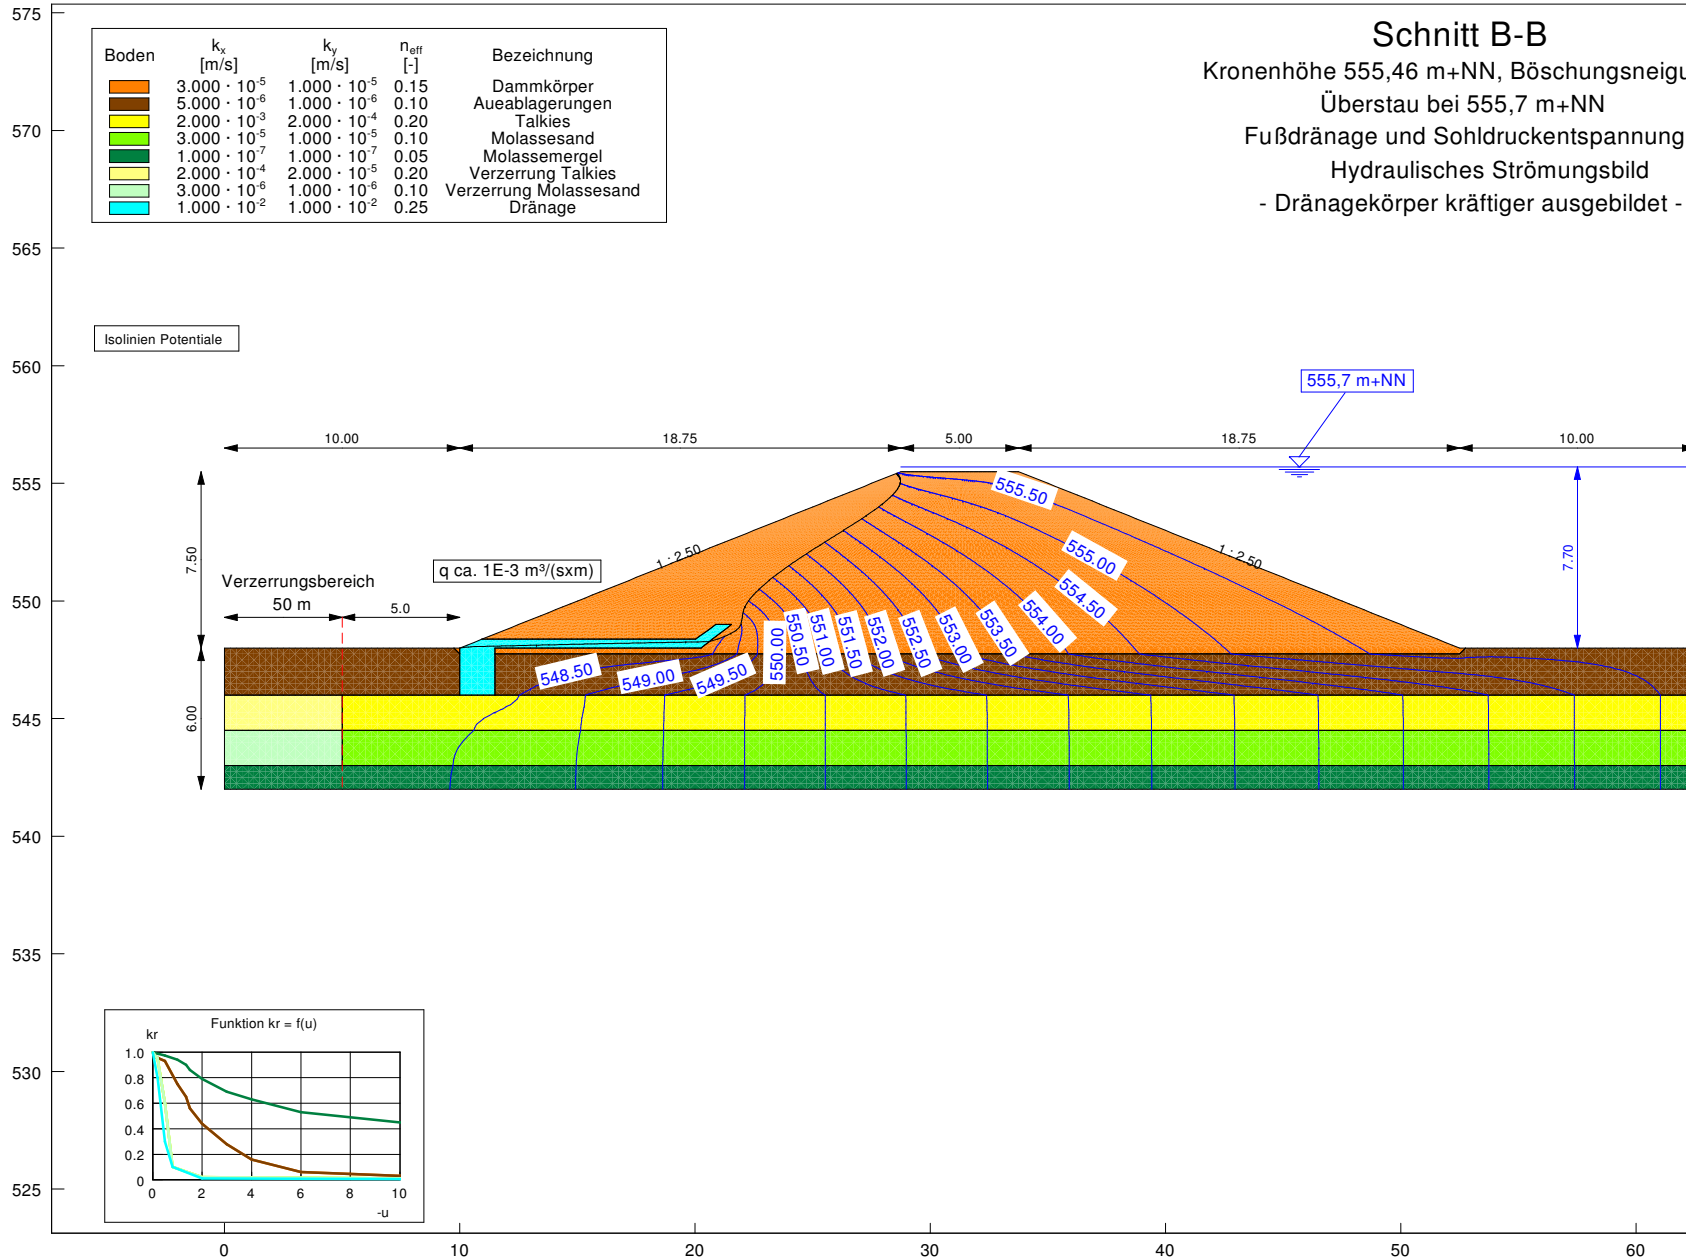 Schnitt B-B
Kronenhöhe 555,46 m+NN, Böschungsneigu
Überstau bei 555,7 m+NN
Fußdränage und Sohldruckentspannung
Hydraulisches Strömungsbild
- Dränagekörper kräftiger ausgebildet -
Boden kx [m/s] ky [m/s] neff [-] Bezeichnung
3.000 · 10-5 1.000 · 10-5 0.15 Dammkörper
5.000 · 10-6 1.000 · 10-6 0.10 Aueablagerungen
2.000 · 10-3 2.000 · 10-4 0.20 Talkies
3.000 · 10-5 1.000 · 10-5 0.10 Molassesand
1.000 · 10-7 1.000 · 10-7 0.05 Molassemergel
2.000 · 10-4 2.000 · 10-5 0.20 Verzerrung Talkies
3.000 · 10-6 1.000 · 10-6 0.10 Verzerrung Molassesand
1.000 · 10-2 1.000 · 10-2 0.25 Dränage
Isolinien Potentiale
555,7 m+NN
10.00 18.75 5.00 18.75 10.00
7.50
6.00
7.70
1 : 2.50
1 : 2.50
q ca. 1E-3 m³/(sxm)
Verzerrungsbereich
50 m 5.0
555.50
555.00
554.50
554.00
553.50
553.00
552.50
552.00
551.50
551.00
550.50
550.00
549.50
549.00
548.50
575
570
565
560
555
550
545
540
535
530
525
0 10 20 30 40 50 60
Funktion kr = f(u)
kr
1.0
0.8
0.6
0.4
0.2
0
0 2 4 6 8 10
-u